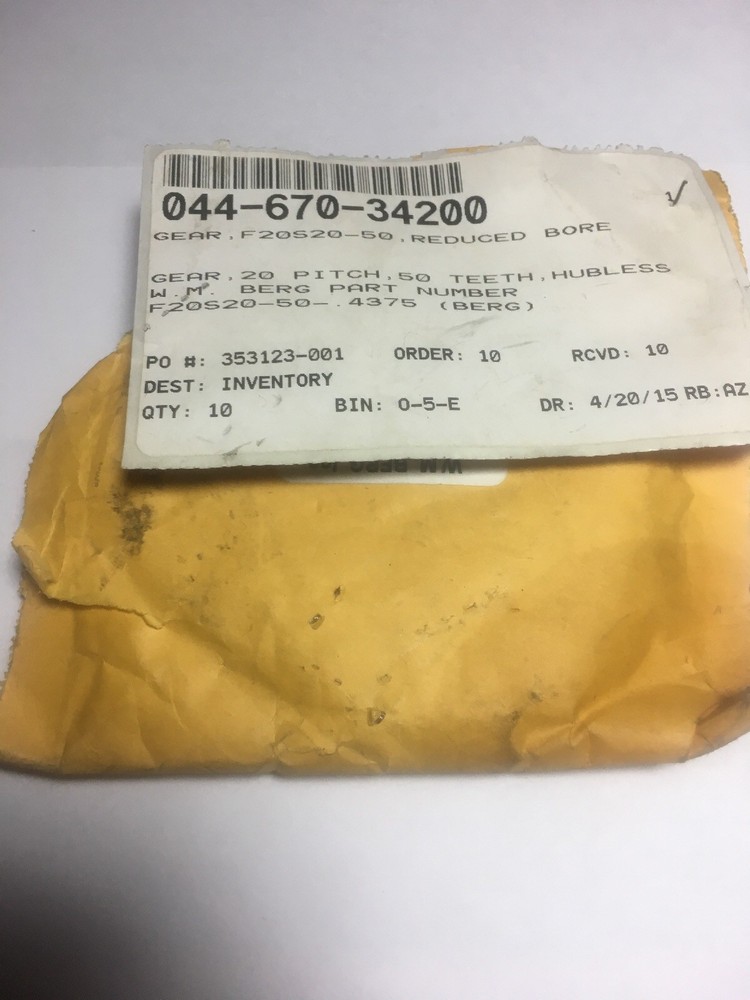 044-670-34200
GEAR,F20S20-50,REDUCED BORE
GEAR,20 PITCH,50 TEETH,HUBLESS
W.M. BERG PART NUMBER
F20S20-50-.4375 (BERG)
PO #: 353123-001 ORDER: 10 RCVD: 10
DEST: INVENTORY
QTY: 10 BIN: O-5-E DR: 4/20/15 RB:AZ
W.M. BERG